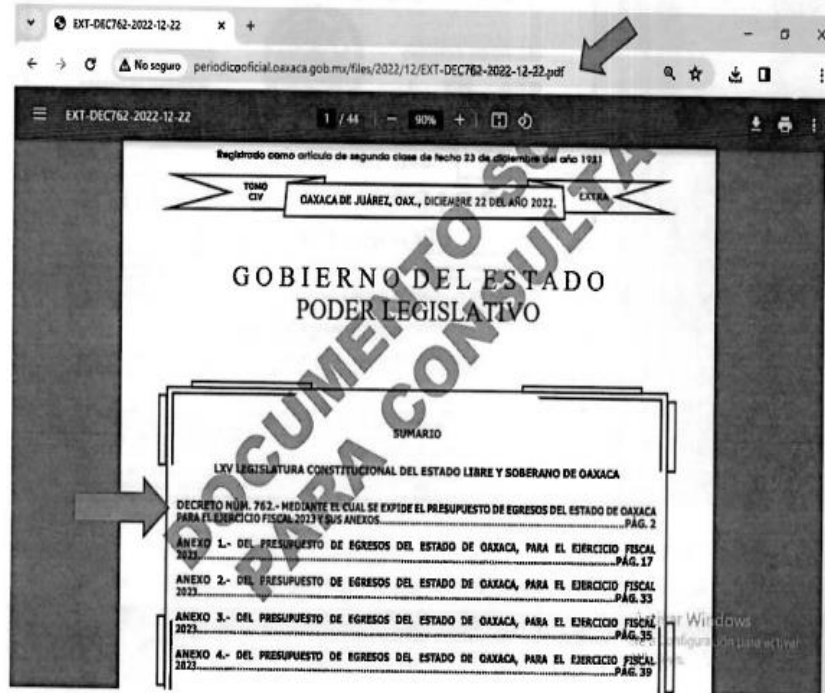 EXT-DEC762-2022-12-22
No seguro periodicooficial.oaxaca.gob.mx/files/2022/12/EXT-DEC762-2022-12-22.pdf
EXT-DEC762-2022-12-22 1 / 44 90%
Registrado como artículo de segunda clase de fecha 23 de diciembre del año 1921
TOMO
CIV
OAXACA DE JUÁREZ, OAX., DICIEMBRE 22 DEL AÑO 2022.
EXTRA
GOBIERNO DEL ESTADO
PODER LEGISLATIVO
DOCUMENTO SO
PARA CONSULTA
SUMARIO
LXV LEGISLATURA CONSTITUCIONAL DEL ESTADO LIBRE Y SOBERANO DE OAXACA
DECRETO NÚM. 762.- MEDIANTE EL CUAL SE EXPIDE EL PRESUPUESTO DE EGRESOS DEL ESTADO DE OAXACA
PARA EL EJERCICIO FISCAL 2023 Y SUS ANEXOS....PÁG. 2
ANEXO 1.- DEL PRESUPUESTO DE EGRESOS DEL ESTADO DE OAXACA, PARA EL EJERCICIO FISCAL
2023....PÁG. 17
ANEXO 2.- DEL PRESUPUESTO DE EGRESOS DEL ESTADO DE OAXACA, PARA EL EJERCICIO FISCAL
2023....PÁG. 33
ANEXO 3.- DEL PRESUPUESTO DE EGRESOS DEL ESTADO DE OAXACA, PARA EL EJERCICIO FISCAL
2023....PÁG. 35
ANEXO 4.- DEL PRESUPUESTO DE EGRESOS DEL ESTADO DE OAXACA, PARA EL EJERCICIO FISCAL
2023....PÁG. 39
Windows